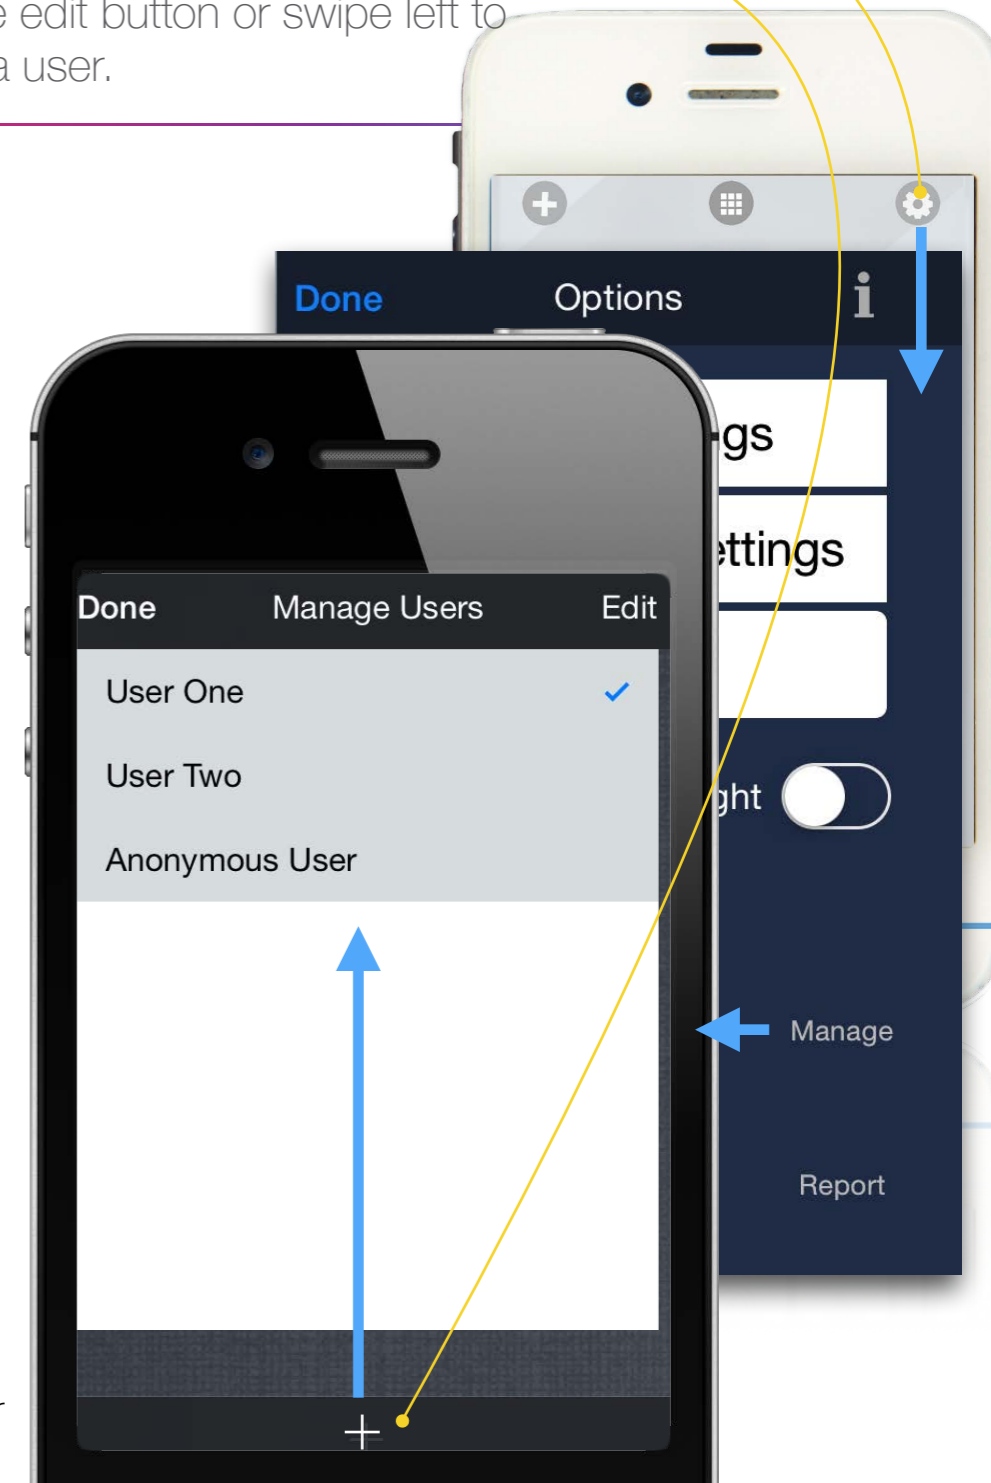 e edit button or swipe left to
a user.
Done Options i
gs
ettings
ght
Manage
Report
Done Manage Users Edit
User One
User Two
Anonymous User